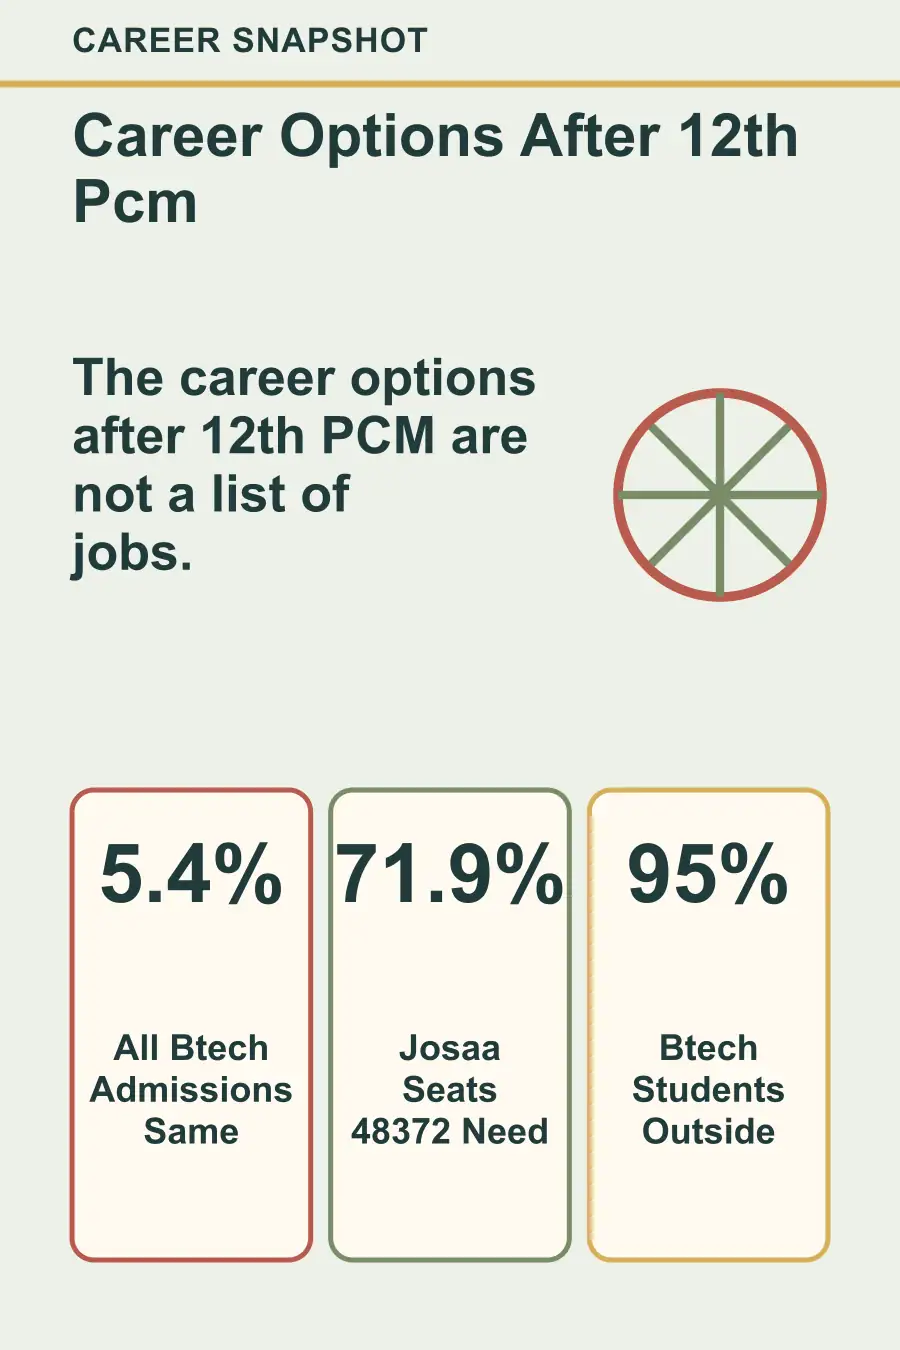 CAREER SNAPSHOT
Career Options After 12th
Pcm
The career options
after 12th PCM are
not a list of
jobs.
5.4%
All Btech
Admissions
Same
71.9%
Josaa
Seats
48372 Need
95%
Btech
Students
Outside